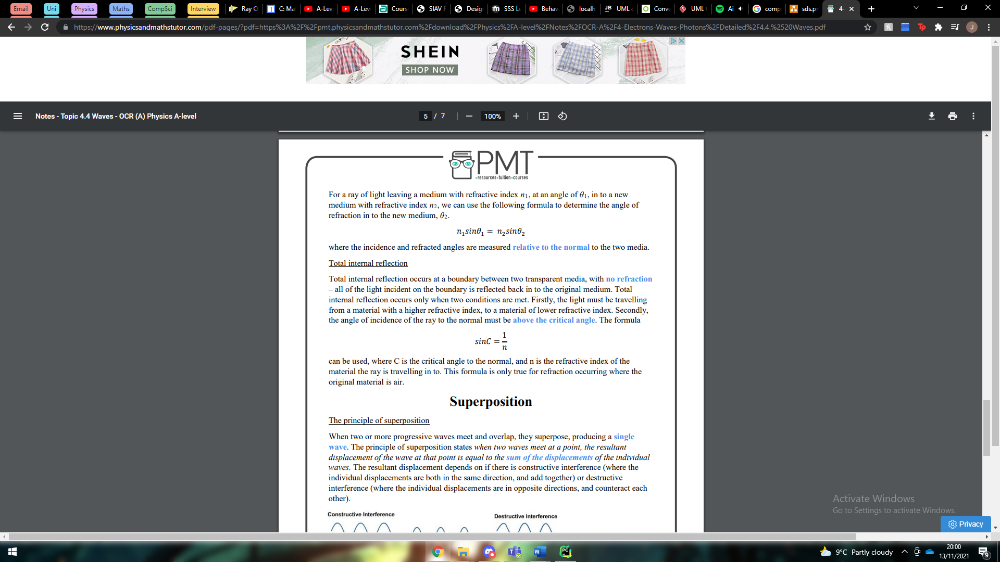 Email Uni Physics Maths CompSci Interview Ray O C: Ma A-Lev A-Lev Cours SIAV F Desig SSS Le Behav localh UML c Conve UML ( Ai comp sds.pr 4-
https://www.physicsandmathstutor.com/pdf-pages/?pdf=https%3A%2F%2Fpmt.physicsandmathstutor.com%2Fdownload%2FPhysics%2FA-level%2FNotes%2FOCR-A%2F4-Electrons-Waves-Photons%2FDetailed%2F4.4.%2520Waves.pdf
Tp J
SHEIN
SHOP NOW
Notes - Topic 4.4 Waves - OCR (A) Physics A-level
5 / 7
100%
PMT
•resources•tuition•courses
For a ray of light leaving a medium with refractive index n₁, at an angle of θ₁, in to a new
medium with refractive index n₂, we can use the following formula to determine the angle of
refraction in to the new medium, θ₂.
n₁sinθ₁ = n₂sinθ₂
where the incidence and refracted angles are measured relative to the normal to the two media.
Total internal reflection
Total internal reflection occurs at a boundary between two transparent media, with no refraction
– all of the light incident on the boundary is reflected back in to the original medium. Total
internal reflection occurs only when two conditions are met. Firstly, the light must be travelling
from a material with a higher refractive index, to a material of lower refractive index. Secondly,
the angle of incidence of the ray to the normal must be above the critical angle. The formula
sinC = 1/n
can be used, where C is the critical angle to the normal, and n is the refractive index of the
material the ray is travelling in to. This formula is only true for refraction occurring where the
original material is air.
Superposition
The principle of superposition
When two or more progressive waves meet and overlap, they superpose, producing a single
wave. The principle of superposition states when two waves meet at a point, the resultant
displacement of the wave at that point is equal to the sum of the displacements of the individual
waves. The resultant displacement depends on if there is constructive interference (where the
individual displacements are both in the same direction, and add together) or destructive
interference (where the individual displacements are in opposite directions, and counteract each
other).
Constructive Interference
Destructive Interference
Activate Windows
Go to Settings to activate Windows.
Privacy
9°C Partly cloudy
20:00
13/11/2021
9